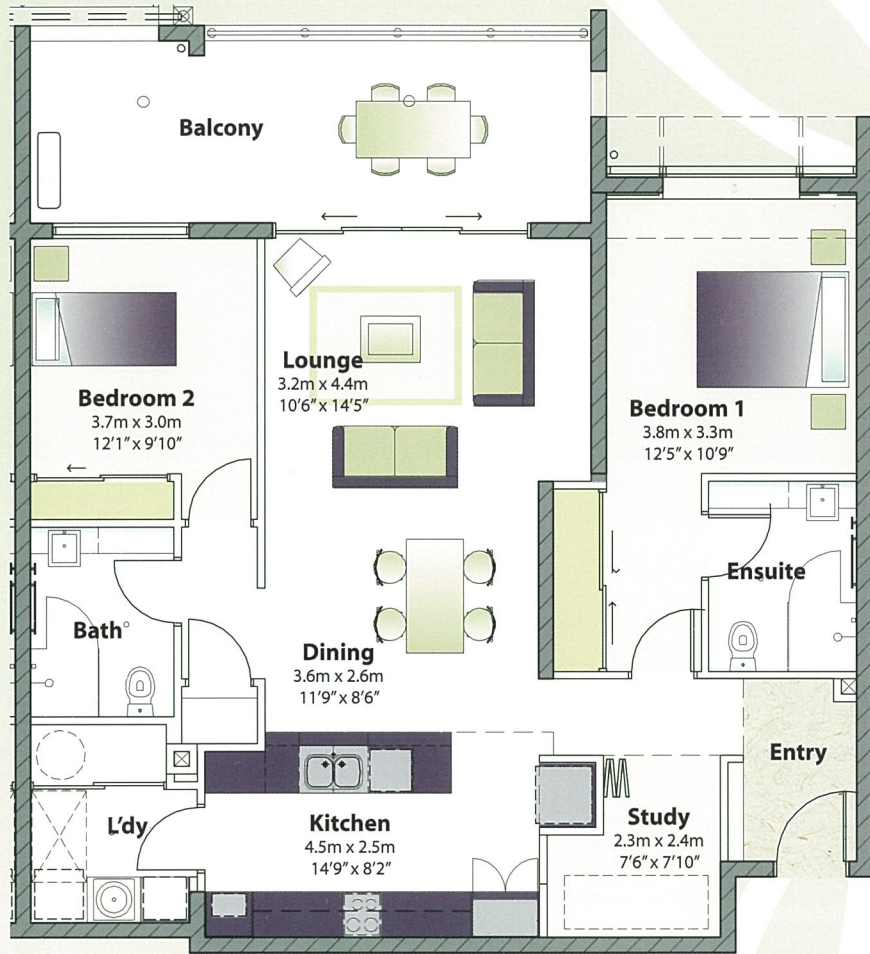 Balcony
Lounge
3.2m x 4.4m
10'6" x 14'5"
Bedroom 2
3.7m x 3.0m
12'1" x 9'10"
Bedroom 1
3.8m x 3.3m
12'5" x 10'9"
Ensuite
Bath
Dining
3.6m x 2.6m
11'9" x 8'6"
Entry
L'dy
Kitchen
4.5m x 2.5m
14'9" x 8'2"
Study
2.3m x 2.4m
7'6" x 7'10"